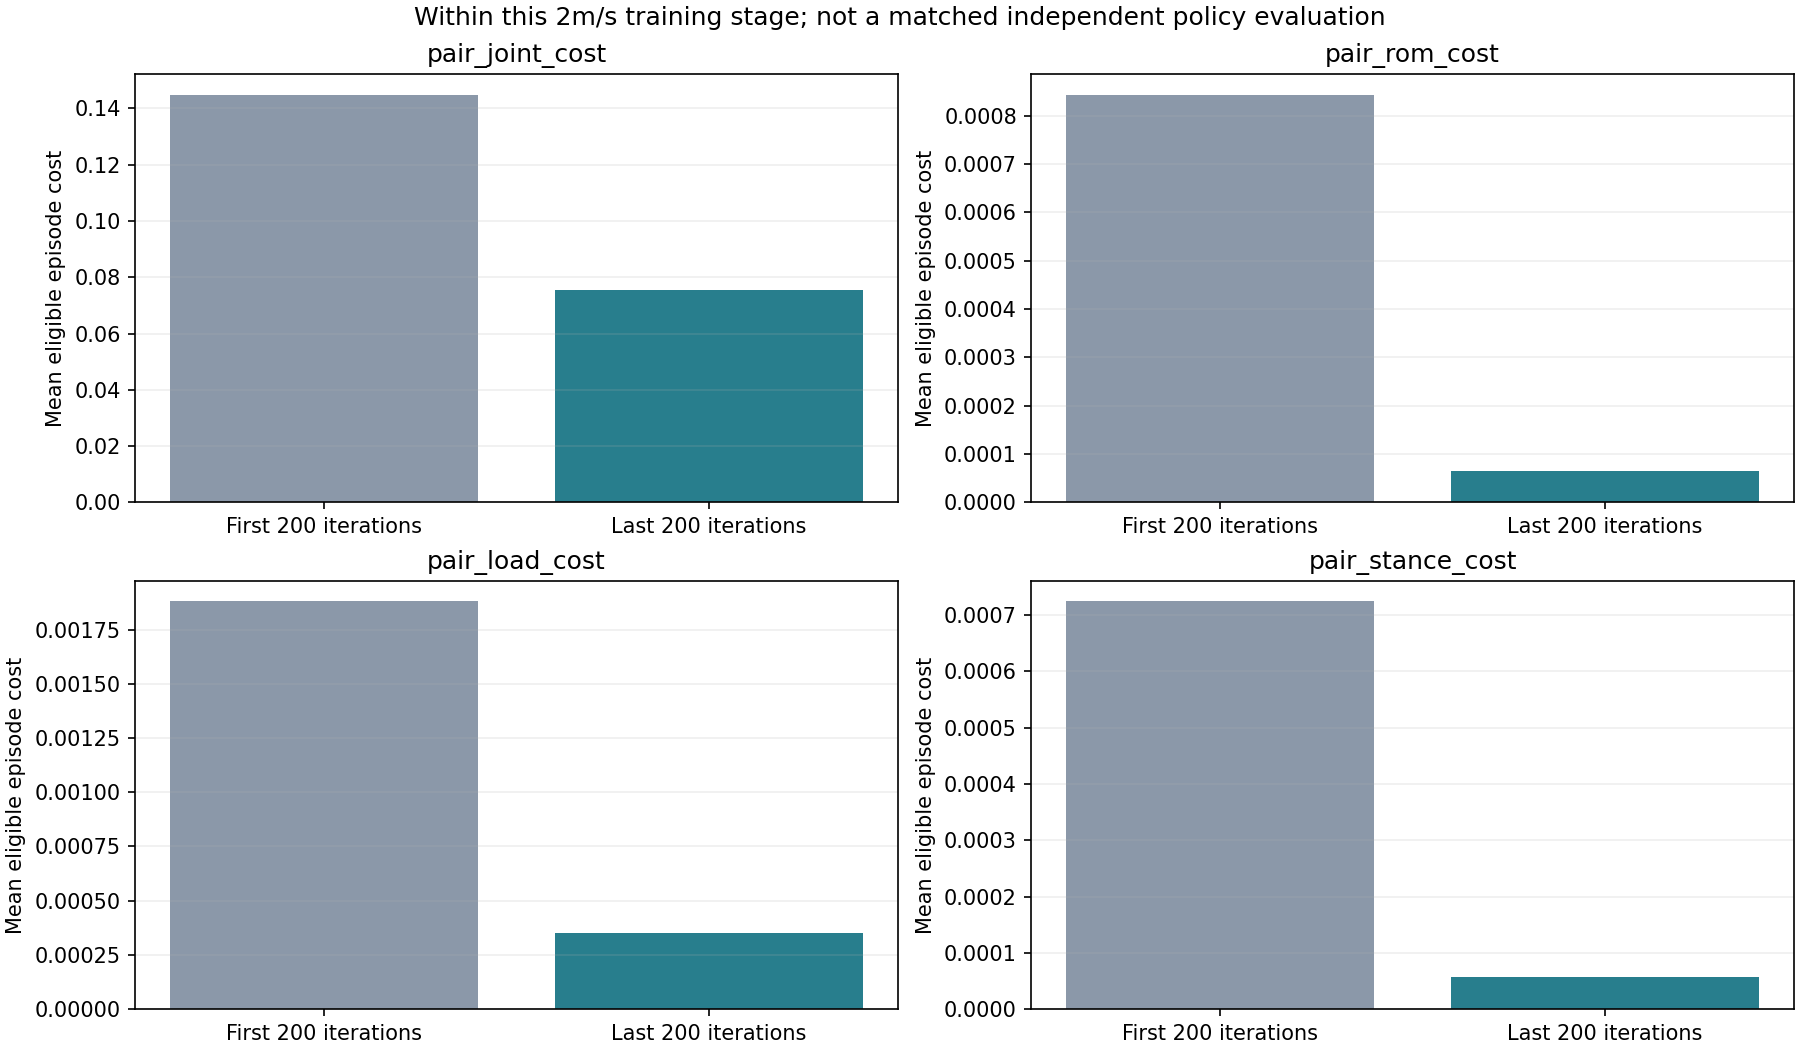 Within this 2m/s training stage; not a matched independent policy evaluation
pair_joint_cost
Mean eligible episode cost
0.14
0.12
0.10
0.08
0.06
0.04
0.02
0.00
First 200 iterations
Last 200 iterations
pair_rom_cost
Mean eligible episode cost
0.0008
0.0007
0.0006
0.0005
0.0004
0.0003
0.0002
0.0001
0.0000
First 200 iterations
Last 200 iterations
pair_load_cost
Mean eligible episode cost
0.00175
0.00150
0.00125
0.00100
0.00075
0.00050
0.00025
0.00000
First 200 iterations
Last 200 iterations
pair_stance_cost
Mean eligible episode cost
0.0007
0.0006
0.0005
0.0004
0.0003
0.0002
0.0001
0.0000
First 200 iterations
Last 200 iterations